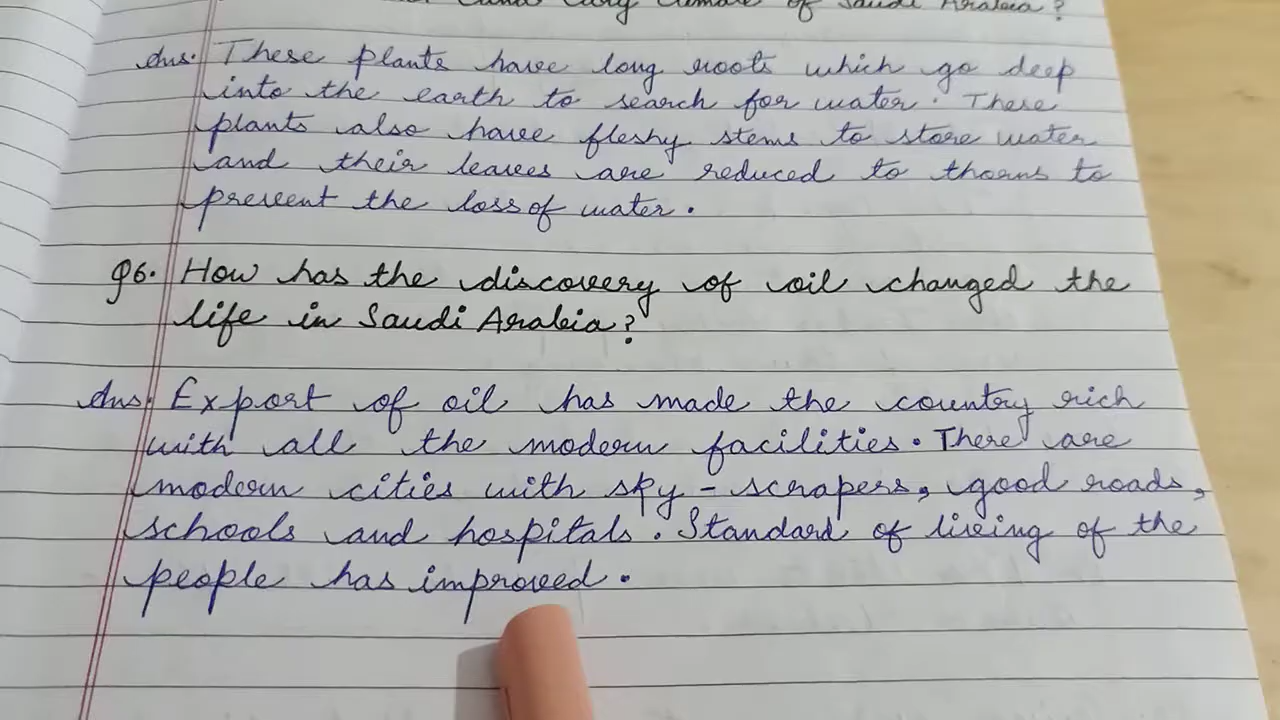 of Saudi Arabia?
Ans. These plants have long roots which go deep
into the earth to search for water. These
plants also have fleshy stems to store water
and their leaves are reduced to thorns to
prevent the loss of water.
Q6. How has the discovery of oil changed the
life in Saudi Arabia?
Ans. Export of oil has made the country rich
with all the modern facilities. There are
modern cities with sky-scrapers, good roads,
schools and hospitals. Standard of living of the
people has improved.